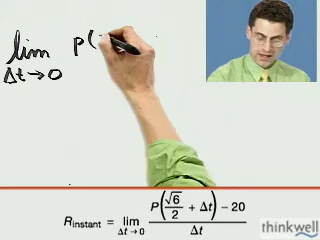 lim p(
Δt→0
R_instant = lim_{Δt→0} P(√6/2 + Δt) − 20 / Δt
thinkwell